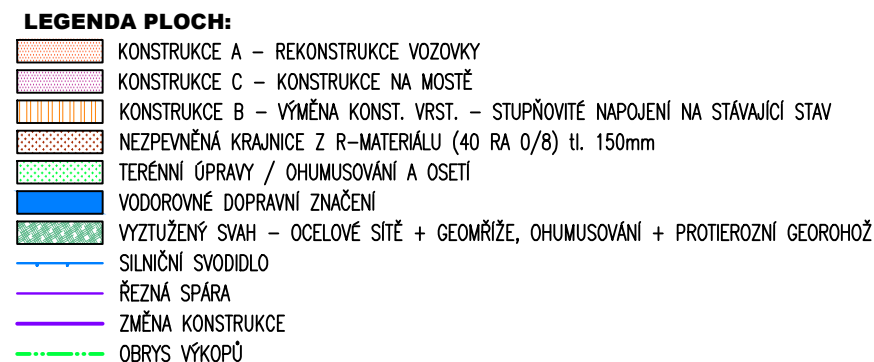 LEGENDA PLOCH:
KONSTRUKCE A – REKONSTRUKCE VOZOVKY
KONSTRUKCE C – KONSTRUKCE NA MOSTĚ
KONSTRUKCE B – VÝMĚNA KONST. VRST. – STUPŇOVITÉ NAPOJENÍ NA STÁVAJÍCÍ STAV
NEZPEVNĚNÁ KRAJNICE Z R–MATERIÁLU (40 RA 0/8) tl. 150mm
TERÉNNÍ ÚPRAVY / OHUMUSOVÁNÍ A OSETÍ
VODOROVNÉ DOPRAVNÍ ZNAČENÍ
VYZTUŽENÝ SVAH – OCELOVÉ SÍTĚ + GEOMŘÍŽE, OHUMUSOVÁNÍ + PROTIEROZNÍ GEOROHOŽ
SILNIČNÍ SVODIDLO
ŘEZNÁ SPÁRA
ZMĚNA KONSTRUKCE
OBRYS VÝKOPŮ